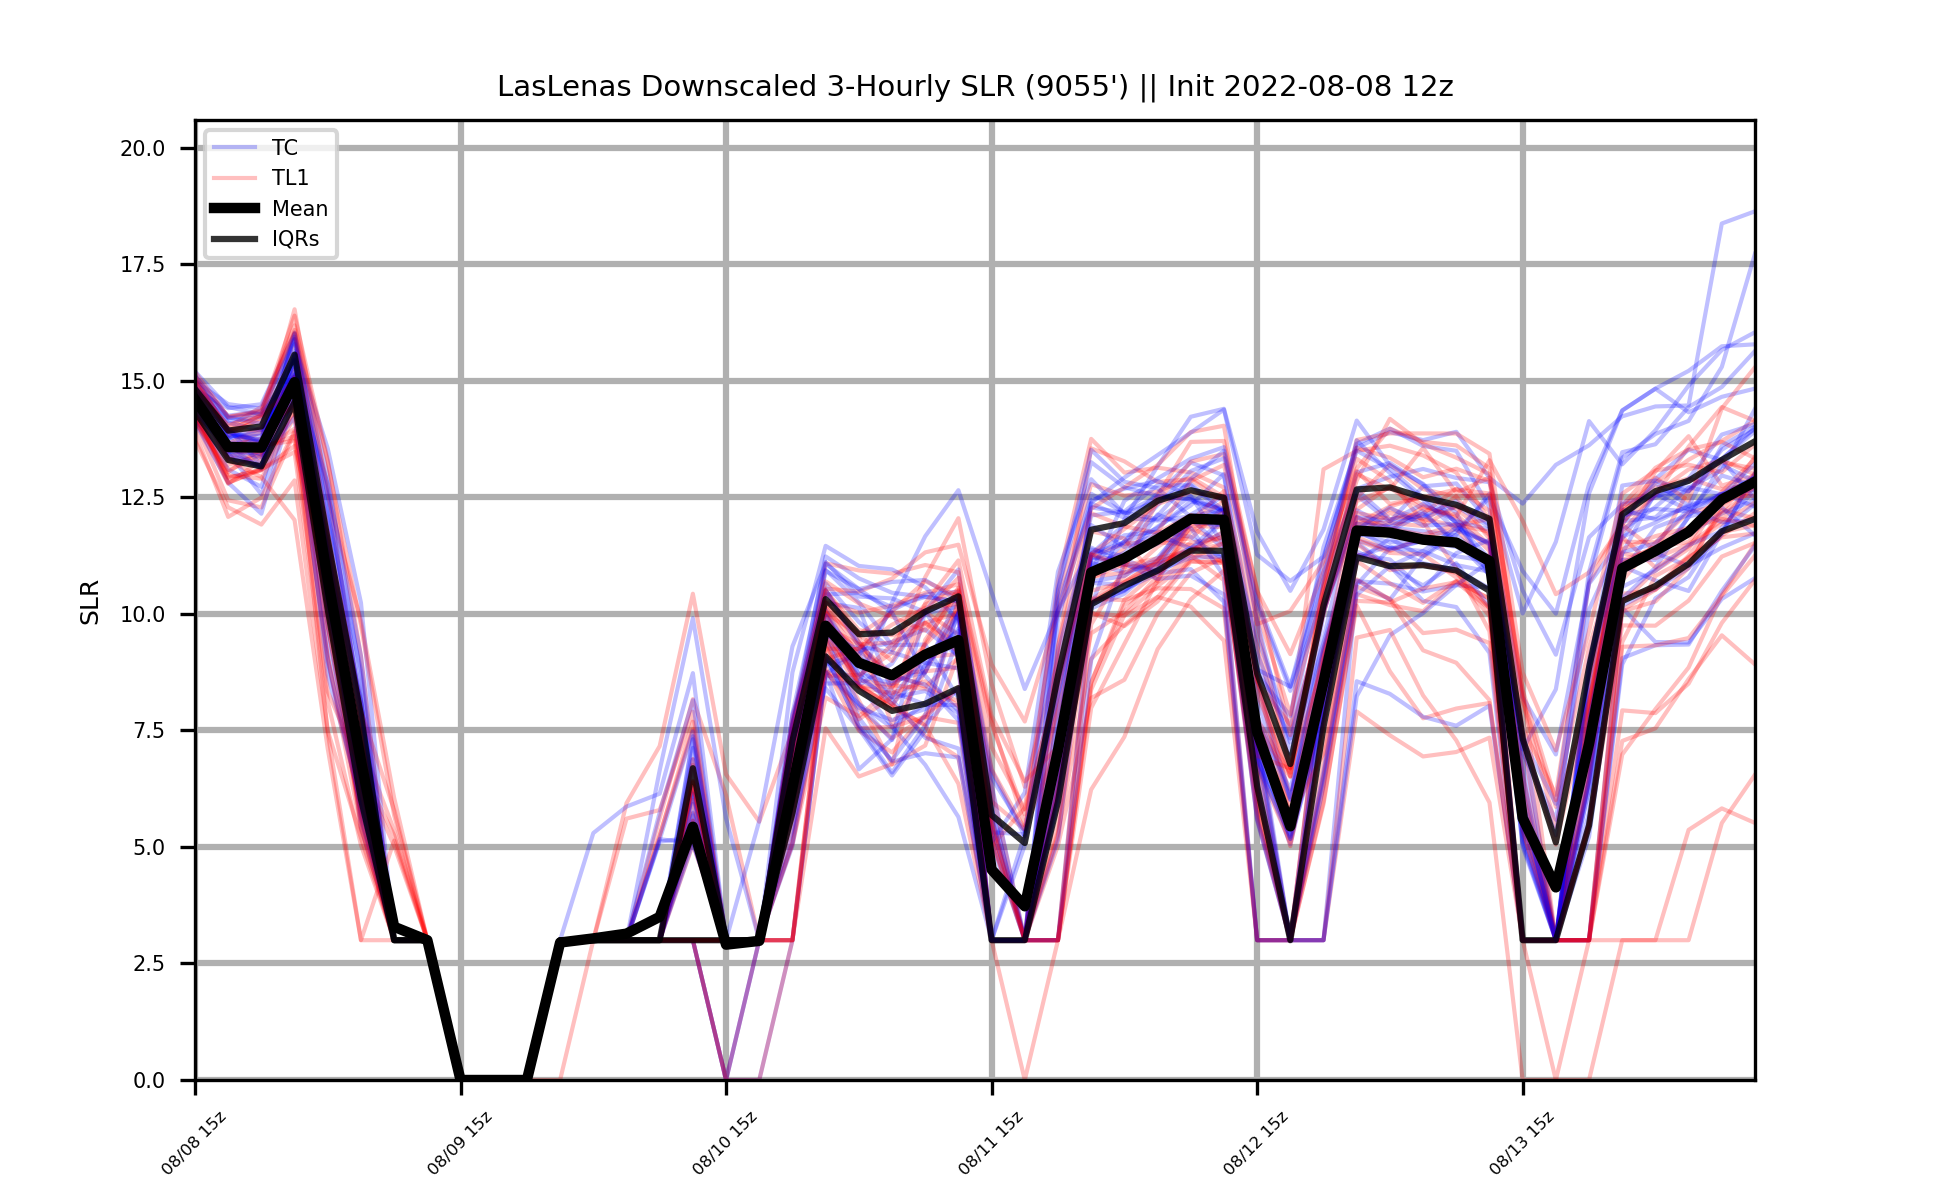 LasLenas Downscaled 3-Hourly SLR (9055') || Init 2022-08-08 12z
TC
TL1
Mean
IQRs
SLR
20.0
17.5
15.0
12.5
10.0
7.5
5.0
2.5
0.0
08/08 15z
08/09 15z
08/10 15z
08/11 15z
08/12 15z
08/13 15z